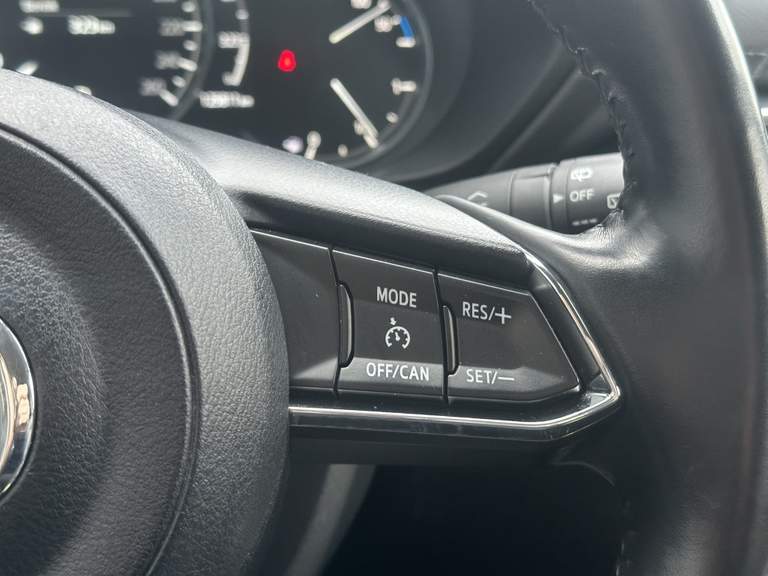 MODE
OFF/CAN
RES/+
SET/—
OFF